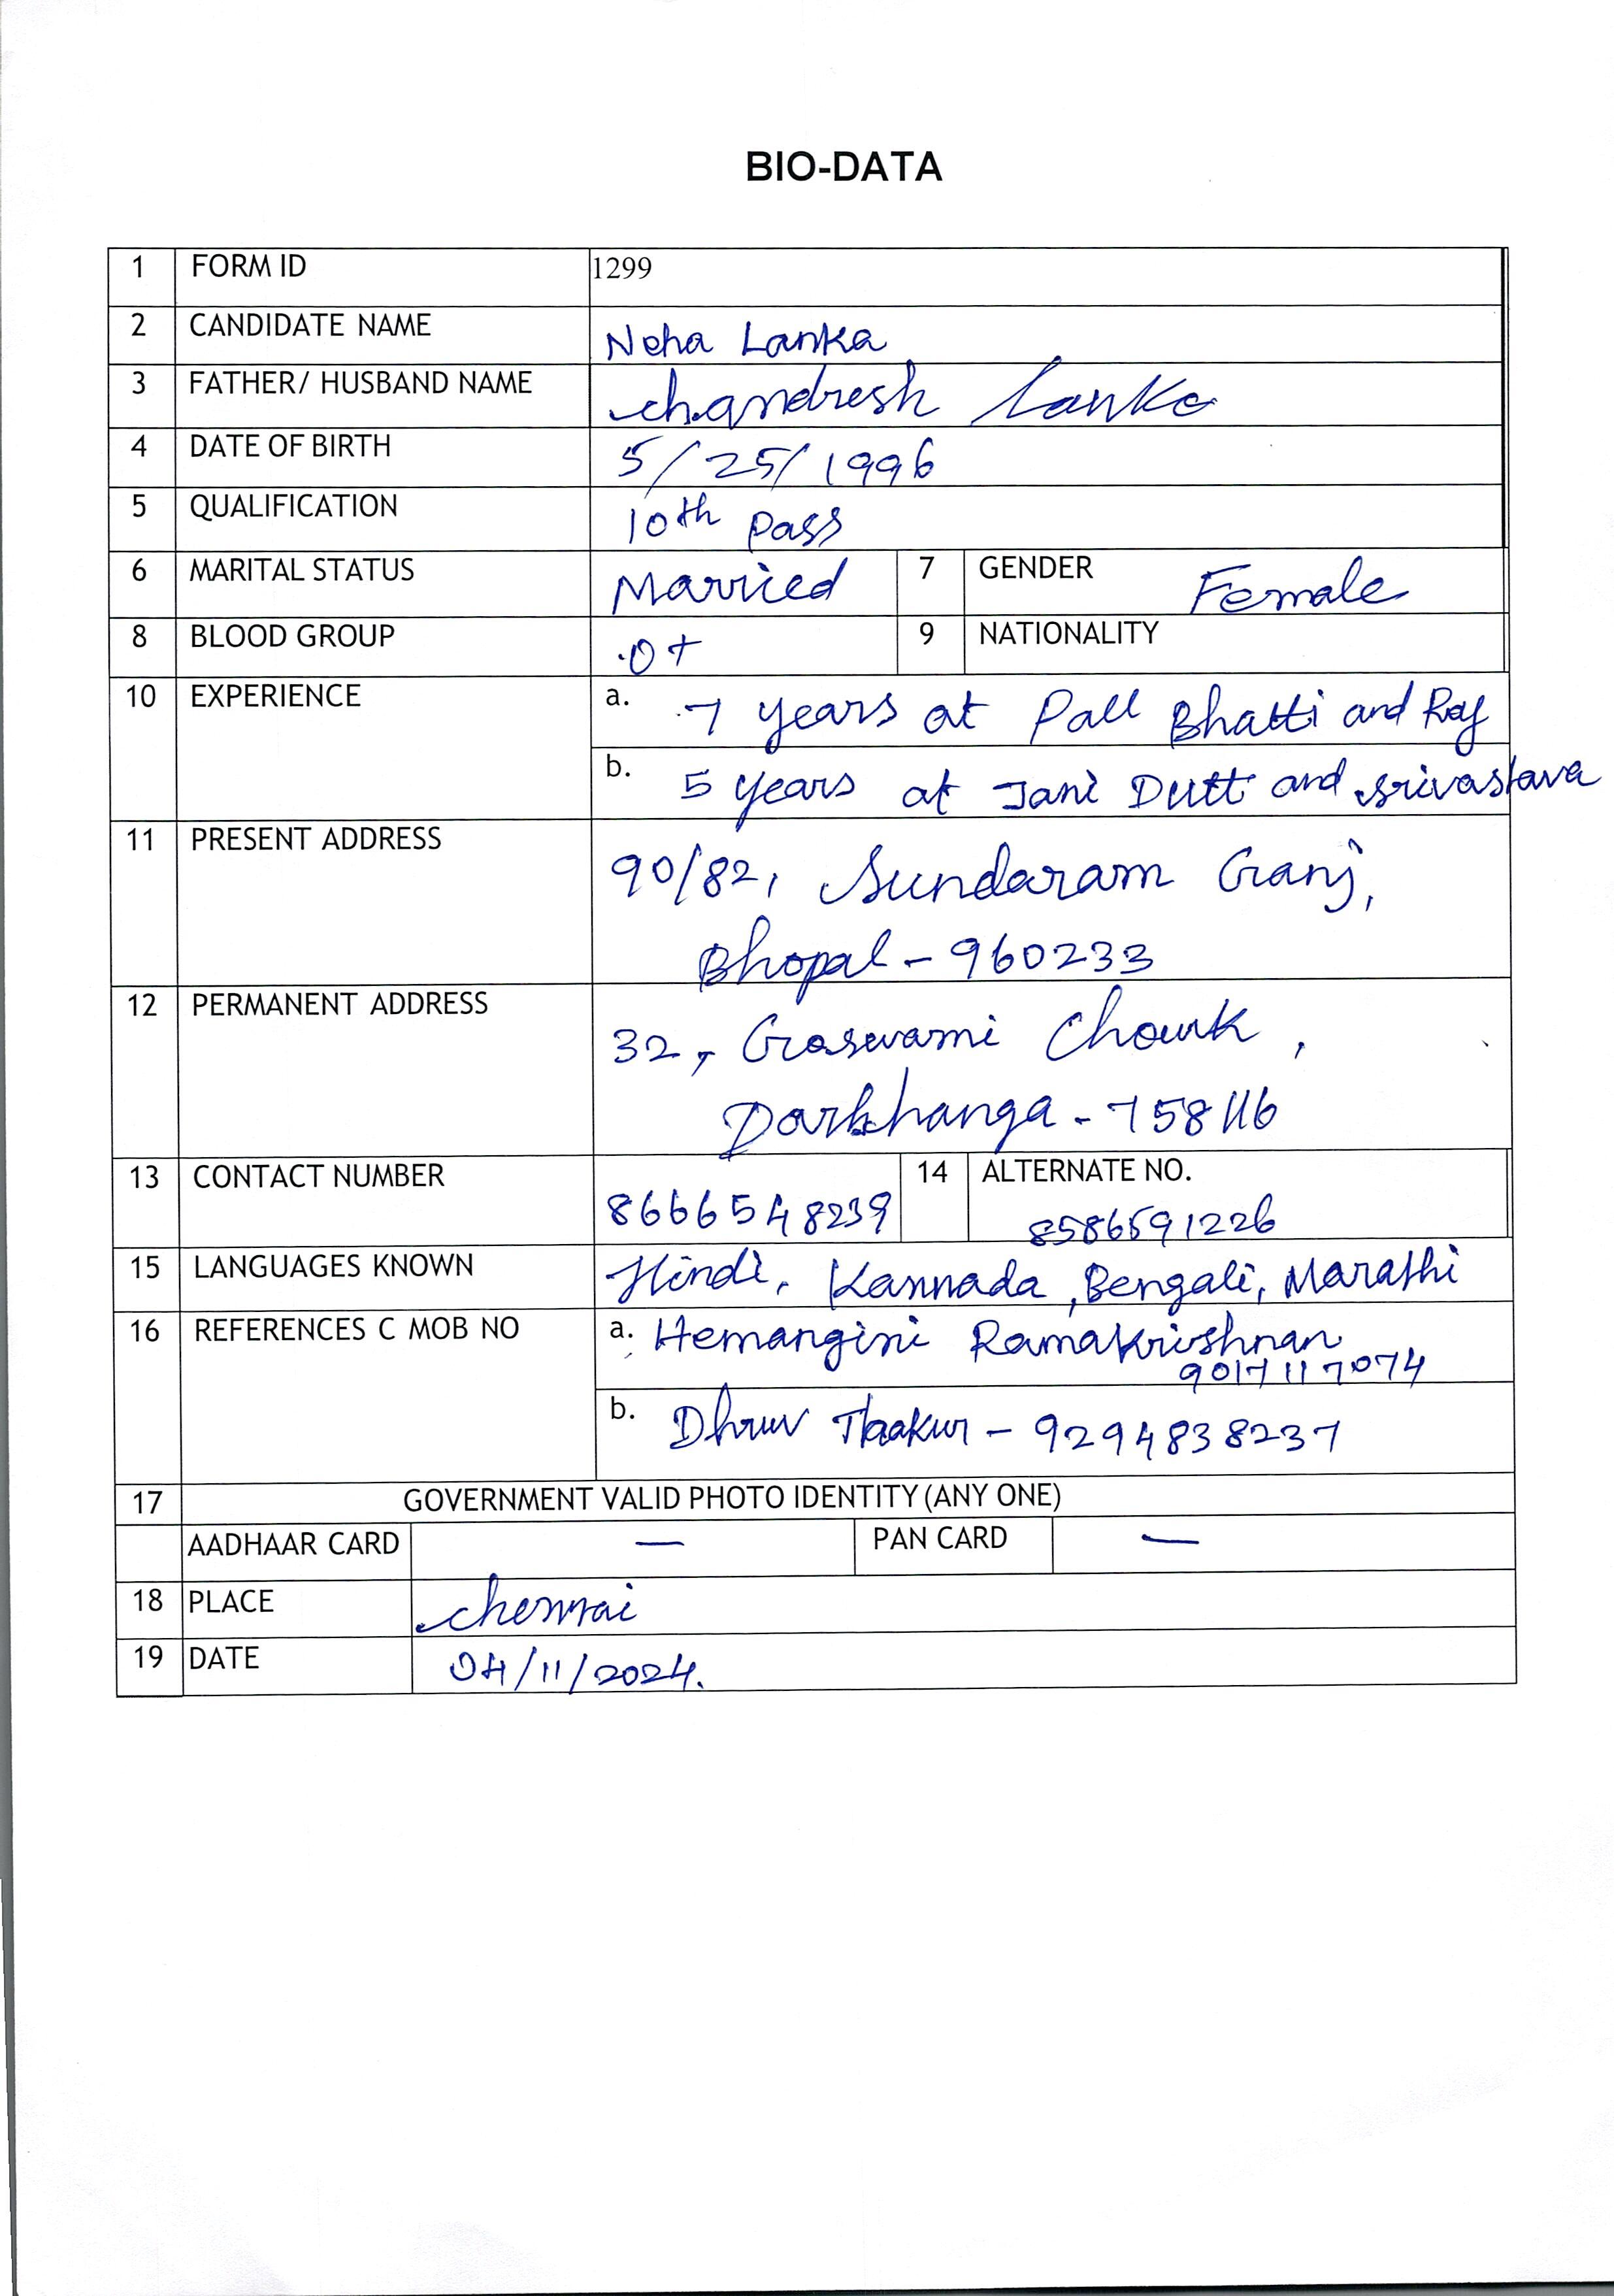 BIO-DATA
1 FORM ID 1299
2 CANDIDATE NAME Neha Lanka
3 FATHER/ HUSBAND NAME Chandresh Lanka
4 DATE OF BIRTH 5/25/1996
5 QUALIFICATION 10th pass
6 MARITAL STATUS Married 7 GENDER Female
8 BLOOD GROUP O+ 9 NATIONALITY
10 EXPERIENCE a. 7 years at Pall Bhatti and Ray
b. 5 years at Jani Dutt and Srivastava
11 PRESENT ADDRESS 90/82, Sundaram Ganj,
Bhopal - 960233
12 PERMANENT ADDRESS 32, Goswami Chowk,
Darbhanga - 758116
13 CONTACT NUMBER 8666548239 14 ALTERNATE NO.
8586591226
15 LANGUAGES KNOWN Hindi, Kannada, Bengali, Marathi
16 REFERENCES C MOB NO a. Hemangini Ramakrishnan
9017117074
b. Dhruv Thakur - 9294838237
17 GOVERNMENT VALID PHOTO IDENTITY (ANY ONE)
AADHAAR CARD — PAN CARD —
18 PLACE Chennai
19 DATE 04/11/2024.